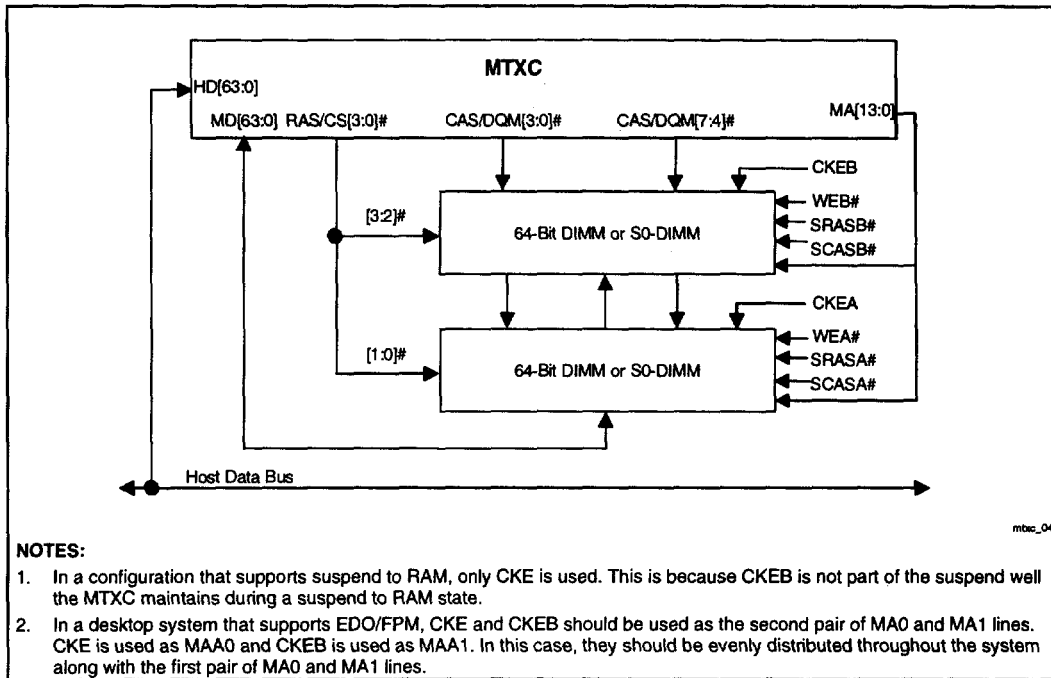 MTXC
HD[63:0]
MD[63:0] RAS/CS[3:0]# CAS/DQM[3:0]# CAS/DQM[7:4]# MA[13:0]
CKEB
[3:2]#
64-Bit DIMM or S0-DIMM
WEB#
SRASB#
SCASB#
CKEA
[1:0]#
64-Bit DIMM or S0-DIMM
WEA#
SRASA#
SCASA#
Host Data Bus
mtxc_04
NOTES:
1. In a configuration that supports suspend to RAM, only CKE is used. This is because CKEB is not part of the suspend well
the MTXC maintains during a suspend to RAM state.
2. In a desktop system that supports EDO/FPM, CKE and CKEB should be used as the second pair of MA0 and MA1 lines.
CKE is used as MAA0 and CKEB is used as MAA1. In this case, they should be evenly distributed throughout the system
along with the first pair of MA0 and MA1 lines.